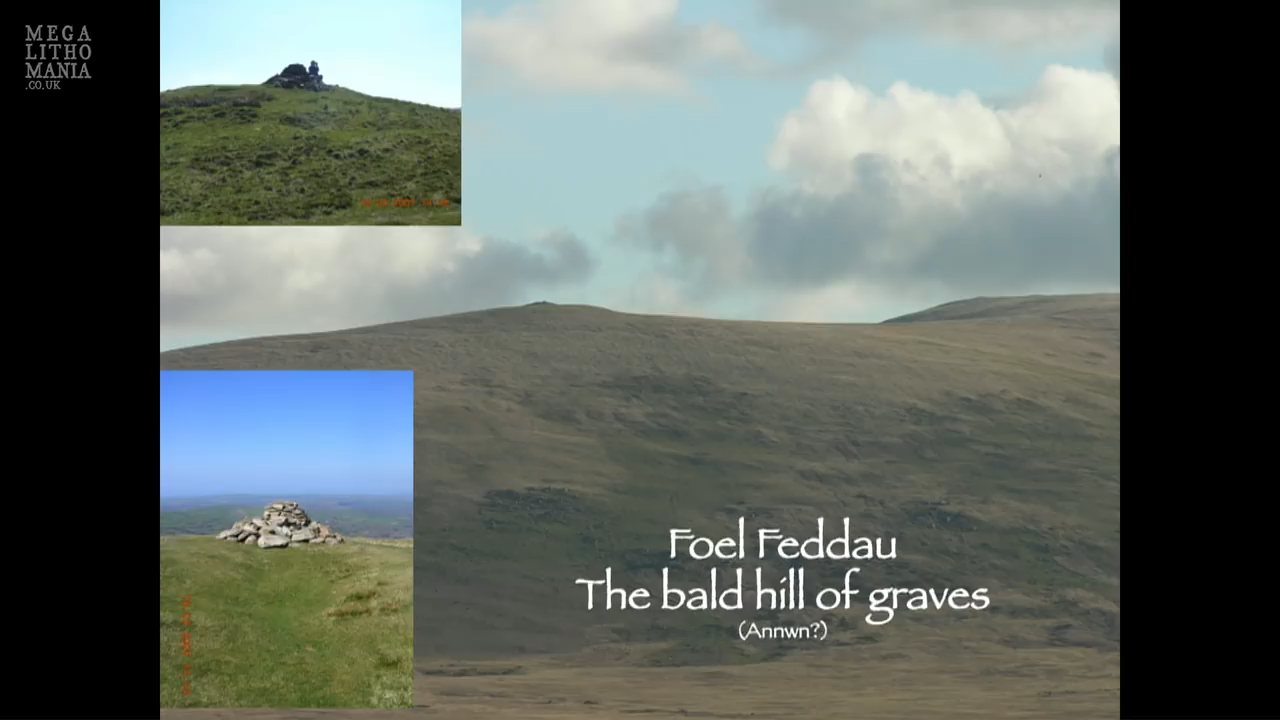 MEGA
LITHO
MANIA
.CO.UK
Foel Feddau
The bald hill of graves
(Annwn?)